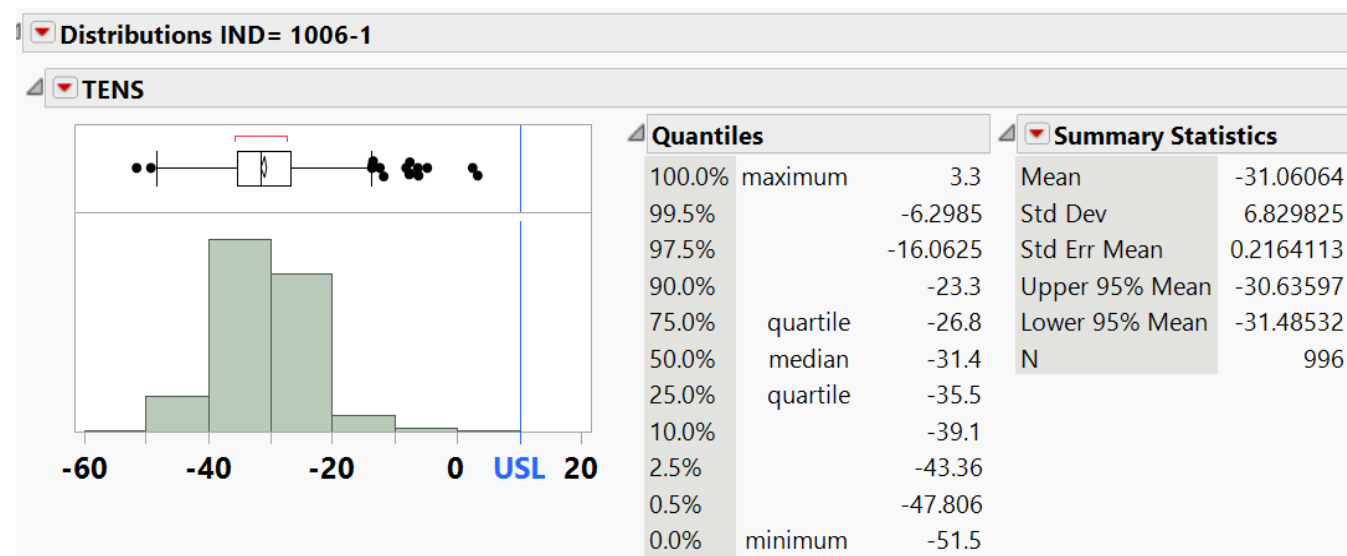 Distributions IND= 1006-1
TENS
-60 -40 -20 0 USL 20
Quantiles
100.0% maximum 3.3
99.5% -6.2985
97.5% -16.0625
90.0% -23.3
75.0% quartile -26.8
50.0% median -31.4
25.0% quartile -35.5
10.0% -39.1
2.5% -43.36
0.5% -47.806
0.0% minimum -51.5
Summary Statistics
Mean -31.06064
Std Dev 6.829825
Std Err Mean 0.2164113
Upper 95% Mean -30.63597
Lower 95% Mean -31.48532
N 996